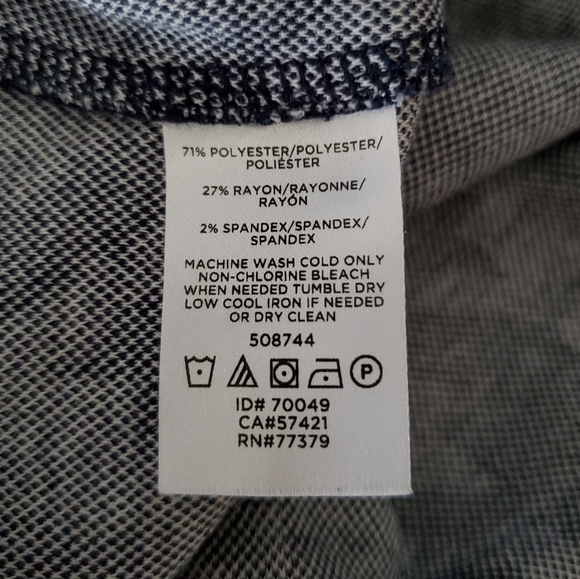 71% POLYESTER/POLYESTER/
POLIÉSTER
27% RAYON/RAYONNE/
RAYÓN
2% SPANDEX/SPANDEX/
SPANDEX
MACHINE WASH COLD ONLY
NON-CHLORINE BLEACH
WHEN NEEDED TUMBLE DRY
LOW COOL IRON IF NEEDED
OR DRY CLEAN
508744
P
ID# 70049
CA#57421
RN#77379